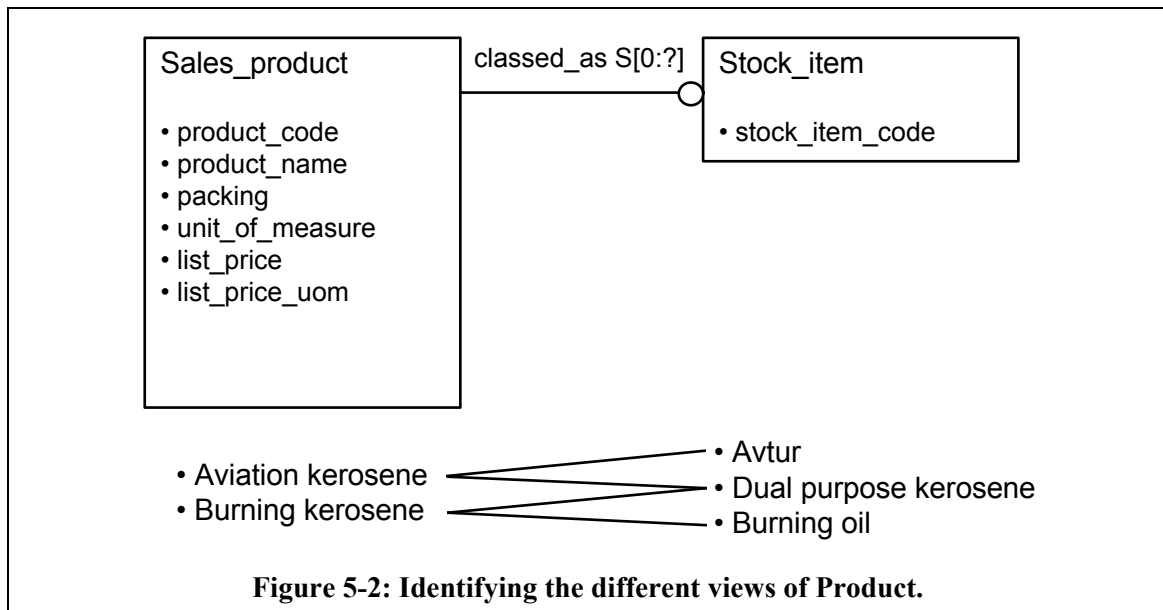 Sales_product
• product_code
• product_name
• packing
• unit_of_measure
• list_price
• list_price_uom
classed_as S[0:?]
Stock_item
• stock_item_code
• Aviation kerosene
• Burning kerosene
• Avtur
• Dual purpose kerosene
• Burning oil
Figure 5-2: Identifying the different views of Product.